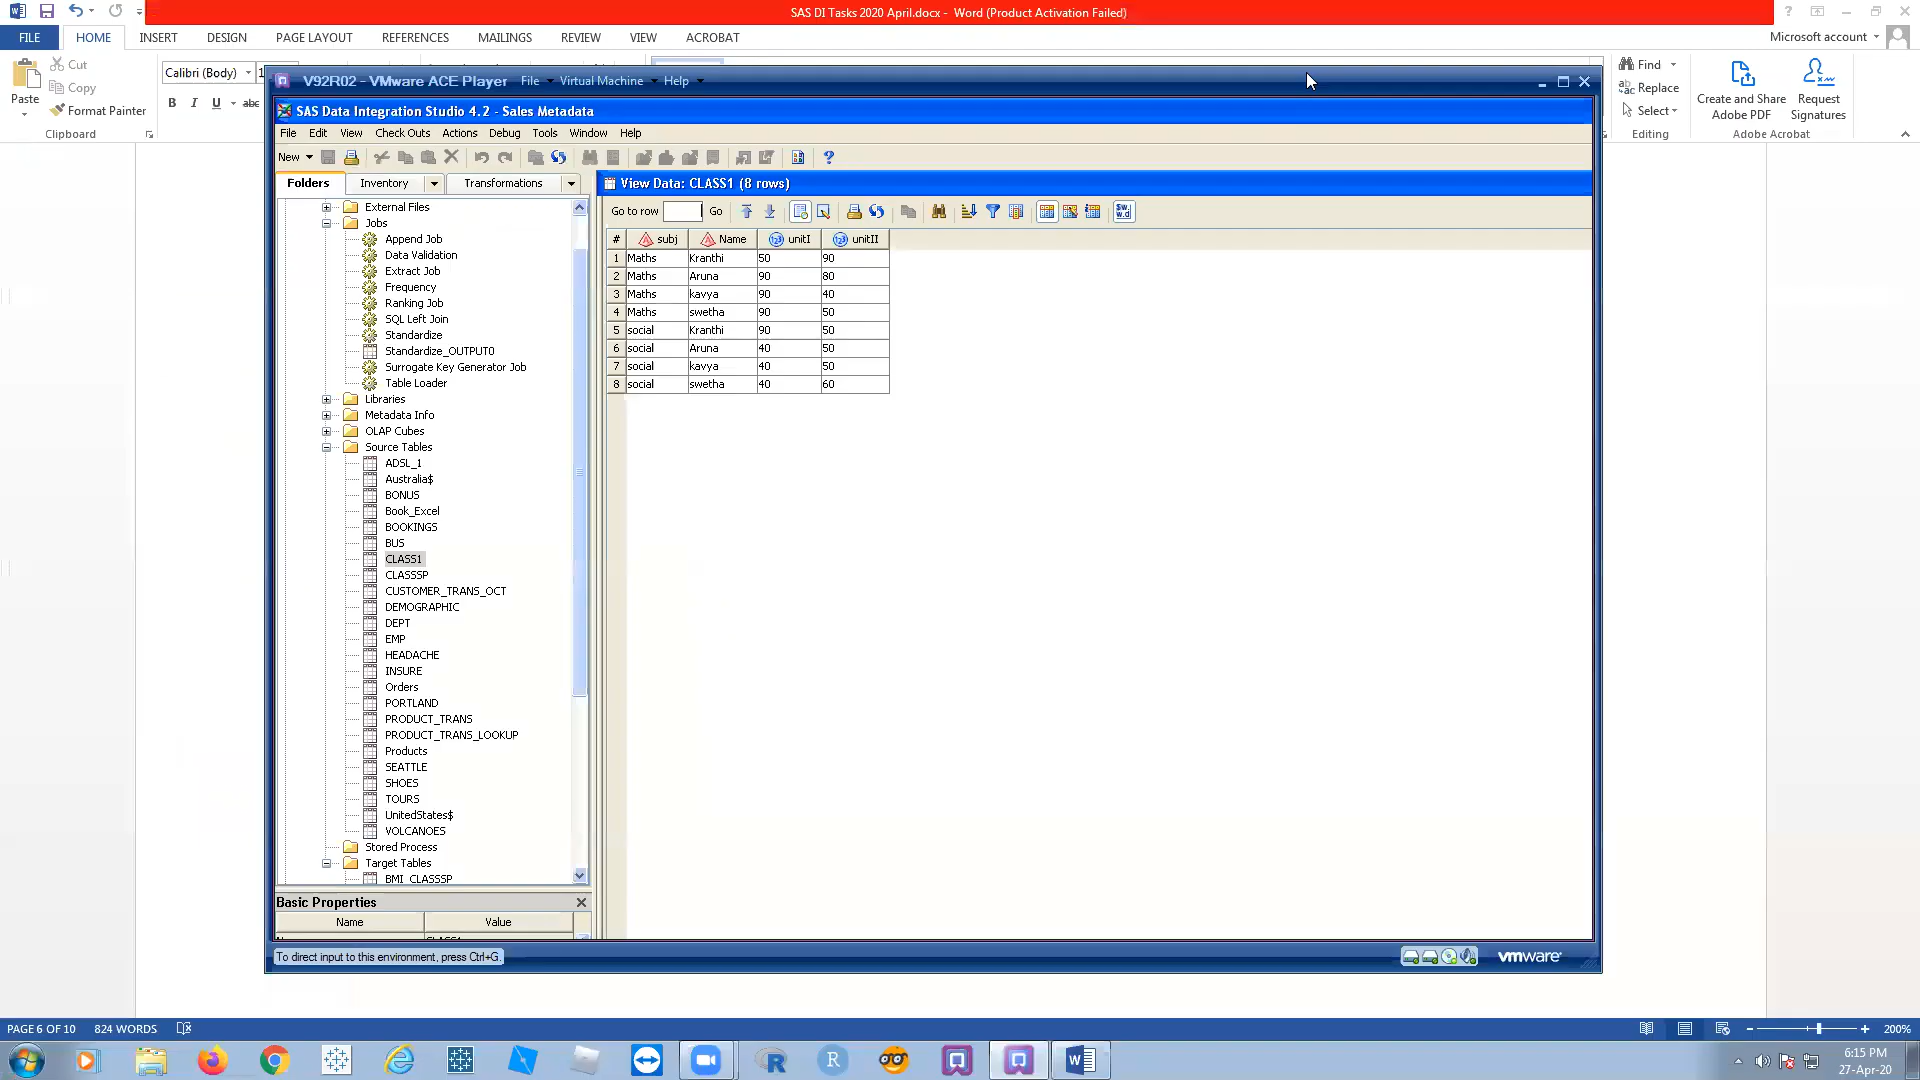 SAS DI Tasks 2020 April.docx - Word (Product Activation Failed)
FILE HOME INSERT DESIGN PAGE LAYOUT REFERENCES MAILINGS REVIEW VIEW ACROBAT Microsoft account
Paste Cut Calibri (Body) Find
Copy Replace
Format Painter B I U abc Select
Create and Share Adobe PDF
Request Signatures
Clipboard Editing Adobe Acrobat
V92R02 - VMware ACE Player File Virtual Machine Help
SAS Data Integration Studio 4.2 - Sales Metadata
File Edit View Check Outs Actions Debug Tools Window Help
New
Folders Inventory Transformations
External Files
Jobs
Append Job
Data Validation
Extract Job
Frequency
Ranking Job
SQL Left Join
Standardize
Standardize_OUTPUT0
Surrogate Key Generator Job
Table Loader
Libraries
Metadata Info
OLAP Cubes
Source Tables
ADSL_1
Australia$
BONUS
Book_Excel
BOOKINGS
BUS
CLASS1
CLASSSP
CUSTOMER_TRANS_OCT
DEMOGRAPHIC
DEPT
EMP
HEADACHE
INSURE
Orders
PORTLAND
PRODUCT_TRANS
PRODUCT_TRANS_LOOKUP
Products
SEATTLE
SHOES
TOURS
UnitedStates$
VOLCANOES
Stored Process
Target Tables
BMI_CLASSSP
Basic Properties
Name Value
View Data: CLASS1 (8 rows)
Go to row Go
# subj Name unitI unitII
1 Maths Kranthi 50 90
2 Maths Aruna 90 80
3 Maths kavya 90 40
4 Maths swetha 90 50
5 social Kranthi 90 50
6 social Aruna 40 50
7 social kavya 40 50
8 social swetha 40 60
To direct input to this environment, press Ctrl+G.
vmware
PAGE 6 OF 10 824 WORDS 200%
6:15 PM
27-Apr-20